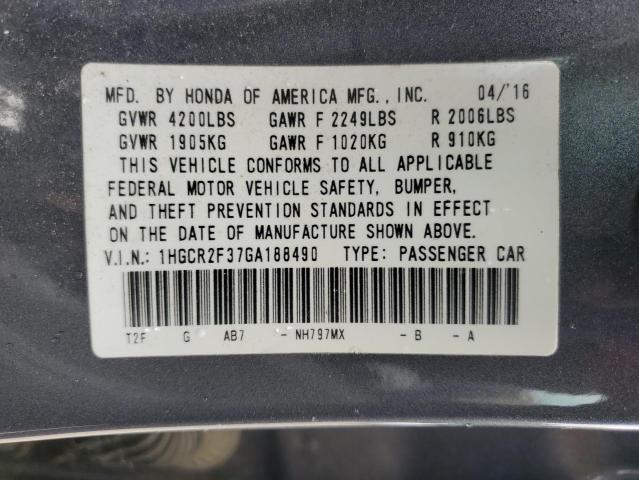 MFD. BY HONDA OF AMERICA MFG., INC. 04/'16
GVWR 4200LBS GAWR F 2249LBS R 2006LBS
GVWR 1905KG GAWR F 1020KG R 910KG
THIS VEHICLE CONFORMS TO ALL APPLICABLE
FEDERAL MOTOR VEHICLE SAFETY, BUMPER,
AND THEFT PREVENTION STANDARDS IN EFFECT
ON THE DATE OF MANUFACTURE SHOWN ABOVE.
V.I.N.: 1HGCR2F37GA188490 TYPE: PASSENGER CAR
T2F G AB7 - NH797MX - B - A